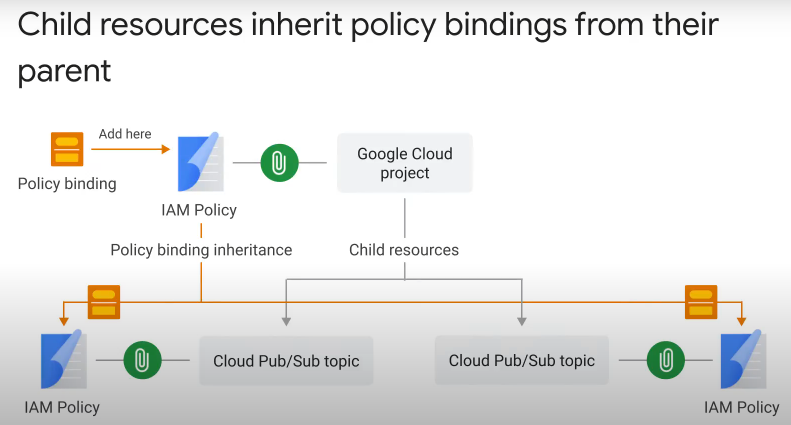 Child resources inherit policy bindings from their
parent
Add here
Policy binding
IAM Policy
Google Cloud
project
Policy binding inheritance
Child resources
Cloud Pub/Sub topic
Cloud Pub/Sub topic
IAM Policy
IAM Policy